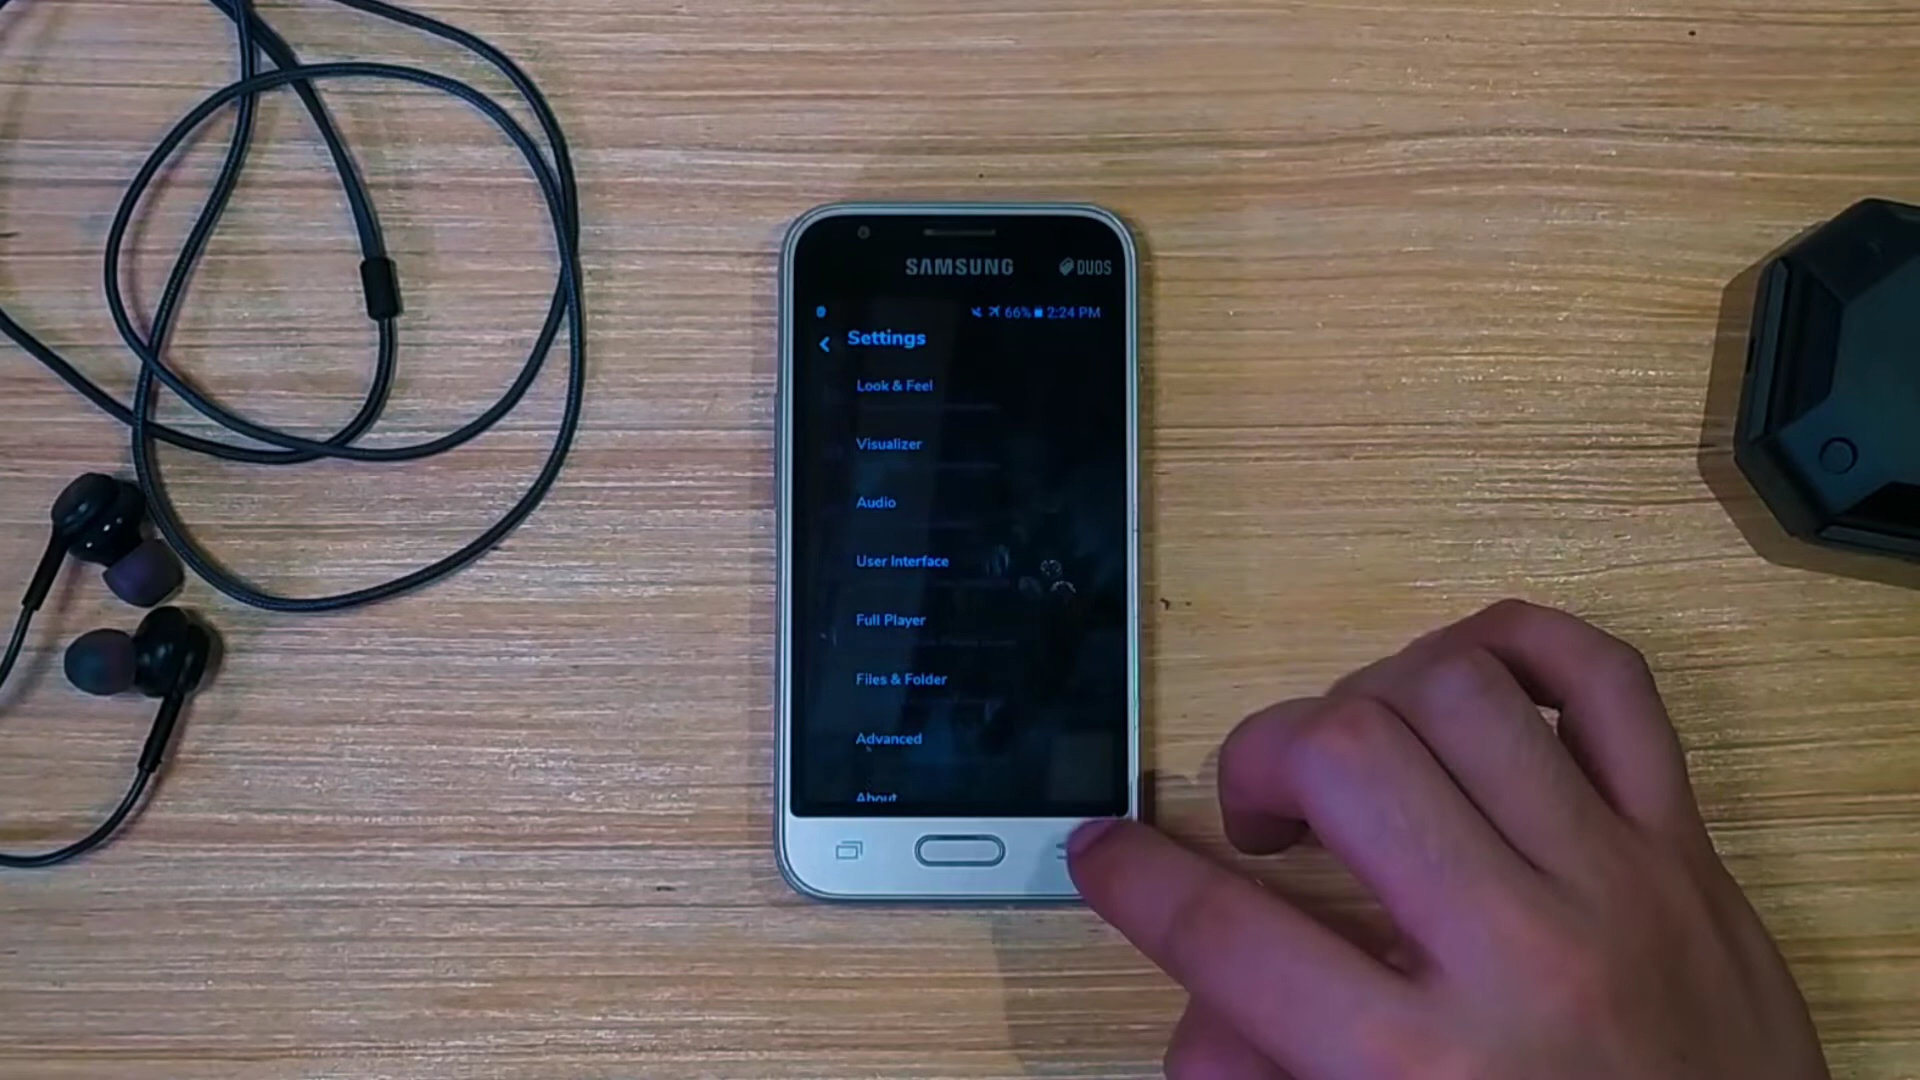 SAMSUNG DUOS
66% 2:24 PM
Settings
Look & Feel
Visualizer
Audio
User Interface
Full Player
Files & Folder
Advanced
About